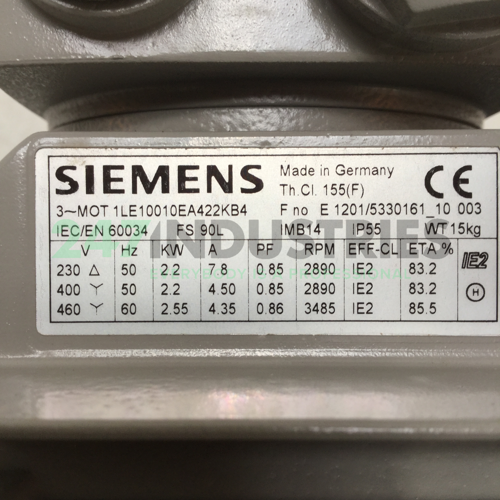 SIEMENS Made in Germany CE
Th.Cl. 155(F)
3~MOT 1LE10010EA422KB4 F no E 1201/5330161_10 003
IEC/EN 60034 FS 90L IMB14 IP55 WT 15kg
V Hz KW A PF RPM EFF-CL ETA %
230 Δ 50 2.2 0.85 2890 IE2 83.2
400 Y 50 2.2 4.50 0.85 2890 IE2 83.2
460 Y 60 2.55 4.35 0.86 3485 IE2 85.5
IE2
H
247 INDUSTRIES